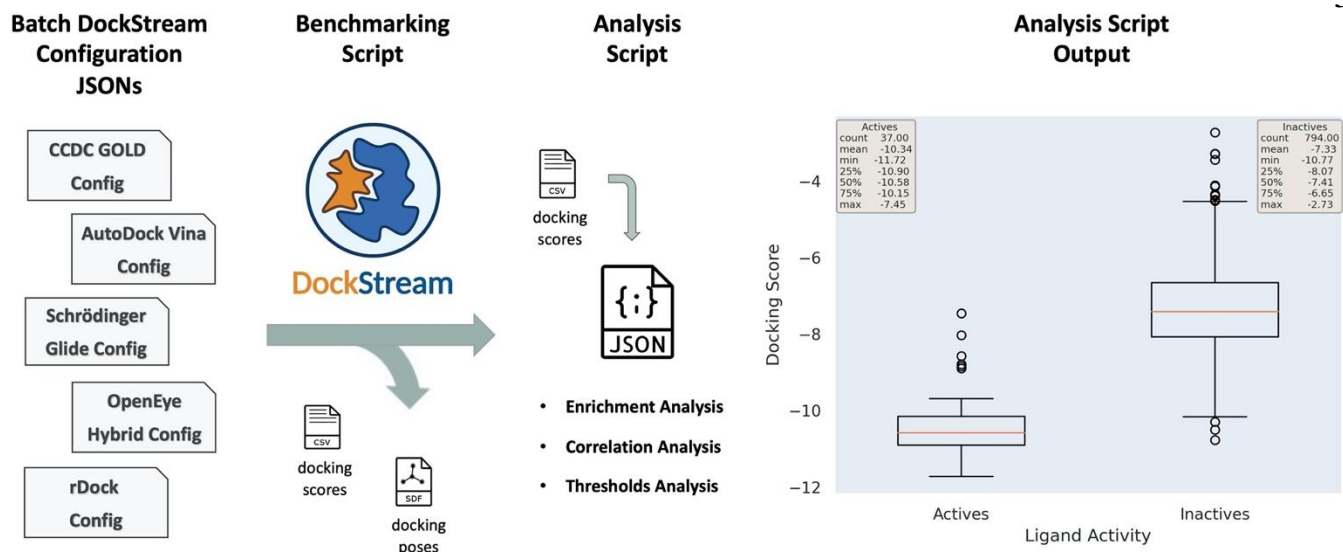 Batch DockStream
Configuration
JSONs
CCDC GOLD
Config
AutoDock Vina
Config
Schrödinger
Glide Config
OpenEye
Hybrid Config
rDock
Config
Benchmarking
Script
DockStream
CSV
docking
scores
SDF
docking
poses
Analysis
Script
CSV
docking
scores
{;}
JSON
• Enrichment Analysis
• Correlation Analysis
• Thresholds Analysis
Analysis Script
Output
Actives
count 37.00
mean -10.34
min -11.72
25% -10.90
50% -10.58
75% -10.15
max -7.45
Inactives
count 794.00
mean -7.33
min -10.77
25% -8.07
50% -7.41
75% -6.65
max -2.73
Docking Score
−4
−6
−8
−10
−12
Actives
Inactives
Ligand Activity